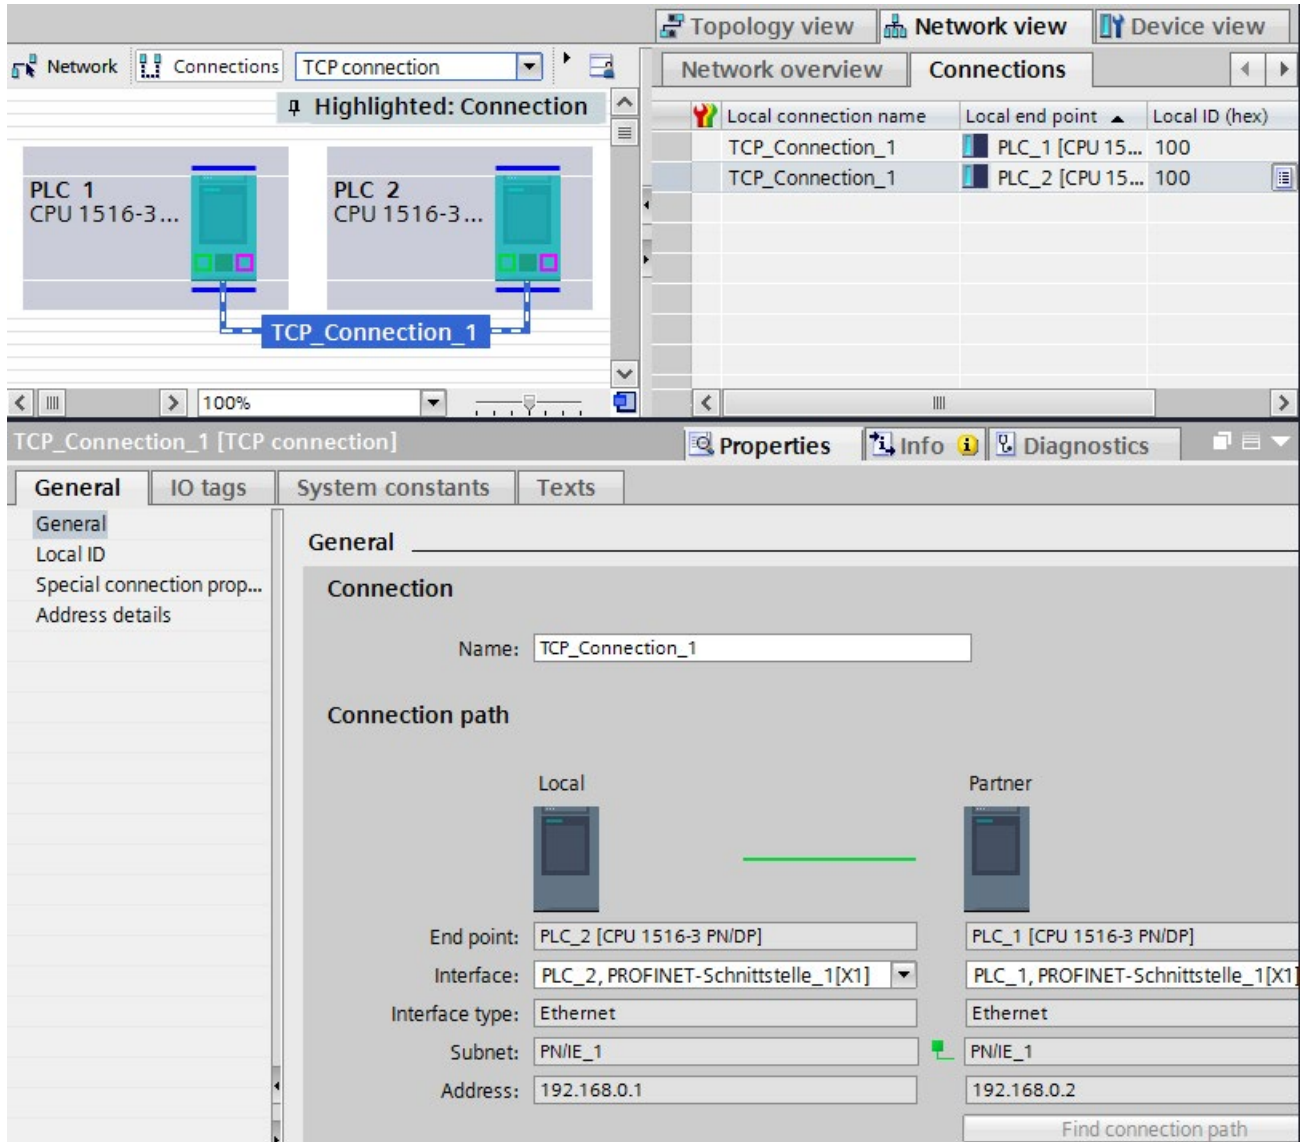 Topology view Network view Device view
Network Connections TCP connection
Network overview Connections
Highlighted: Connection
Local connection name Local end point Local ID (hex)
TCP_Connection_1 PLC_1 [CPU 15... 100
TCP_Connection_1 PLC_2 [CPU 15... 100
PLC_1
CPU 1516-3...
PLC_2
CPU 1516-3...
TCP_Connection_1
100%
TCP_Connection_1 [TCP connection]
Properties Info Diagnostics
General IO tags System constants Texts
General
Local ID
Special connection prop...
Address details
General
Connection
Name: TCP_Connection_1
Connection path
Local Partner
End point: PLC_2 [CPU 1516-3 PN/DP] PLC_1 [CPU 1516-3 PN/DP]
Interface: PLC_2, PROFINET-Schnittstelle_1[X1] PLC_1, PROFINET-Schnittstelle_1[X1]
Interface type: Ethernet Ethernet
Subnet: PN/IE_1 PN/IE_1
Address: 192.168.0.1 192.168.0.2
Find connection path